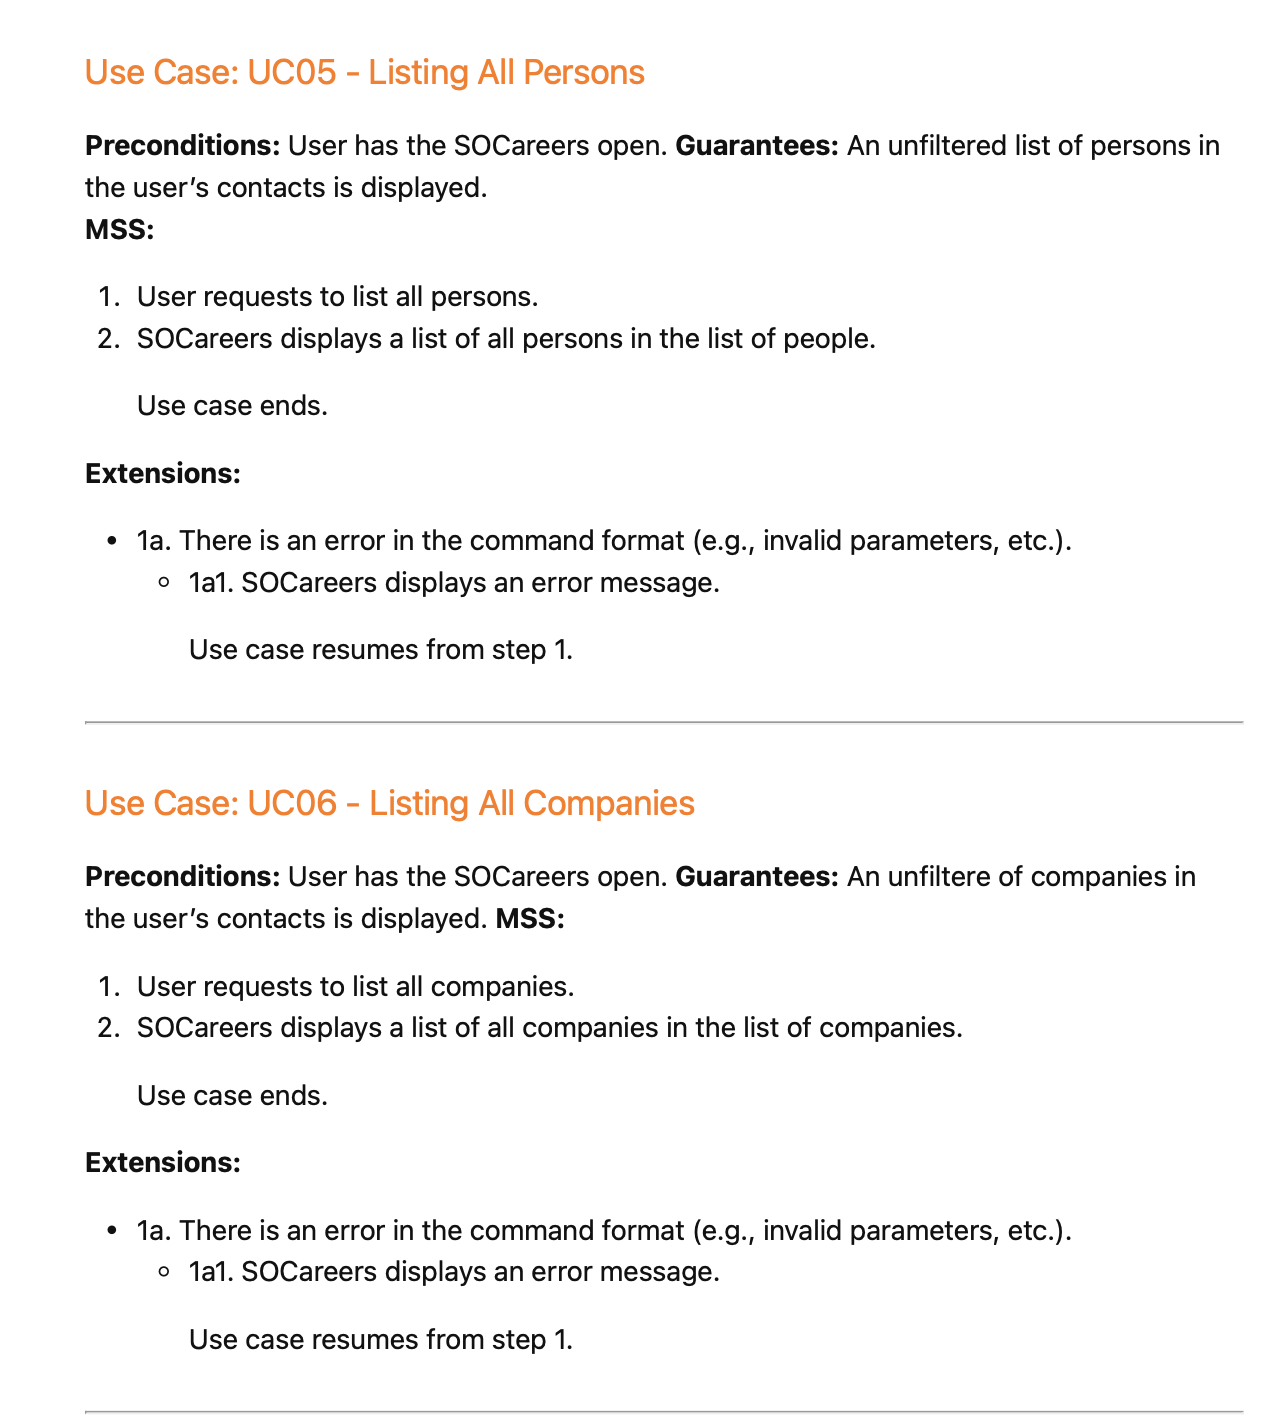 Use Case: UC05 - Listing All Persons
Preconditions: User has the SOCareers open. Guarantees: An unfiltered list of persons in
the user’s contacts is displayed.
MSS:
1. User requests to list all persons.
2. SOCareers displays a list of all persons in the list of people.
Use case ends.
Extensions:
• 1a. There is an error in the command format (e.g., invalid parameters, etc.).
◦ 1a1. SOCareers displays an error message.
Use case resumes from step 1.
Use Case: UC06 - Listing All Companies
Preconditions: User has the SOCareers open. Guarantees: An unfiltere of companies in
the user’s contacts is displayed. MSS:
1. User requests to list all companies.
2. SOCareers displays a list of all companies in the list of companies.
Use case ends.
Extensions:
• 1a. There is an error in the command format (e.g., invalid parameters, etc.).
◦ 1a1. SOCareers displays an error message.
Use case resumes from step 1.